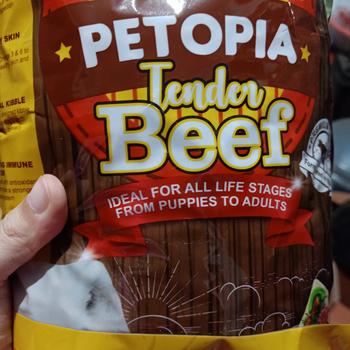 SKIN
PETOPIA
KIBBLE
Tender
Beef
IMMUNE
IDEAL FOR ALL LIFE STAGES
FROM PUPPIES TO ADULTS